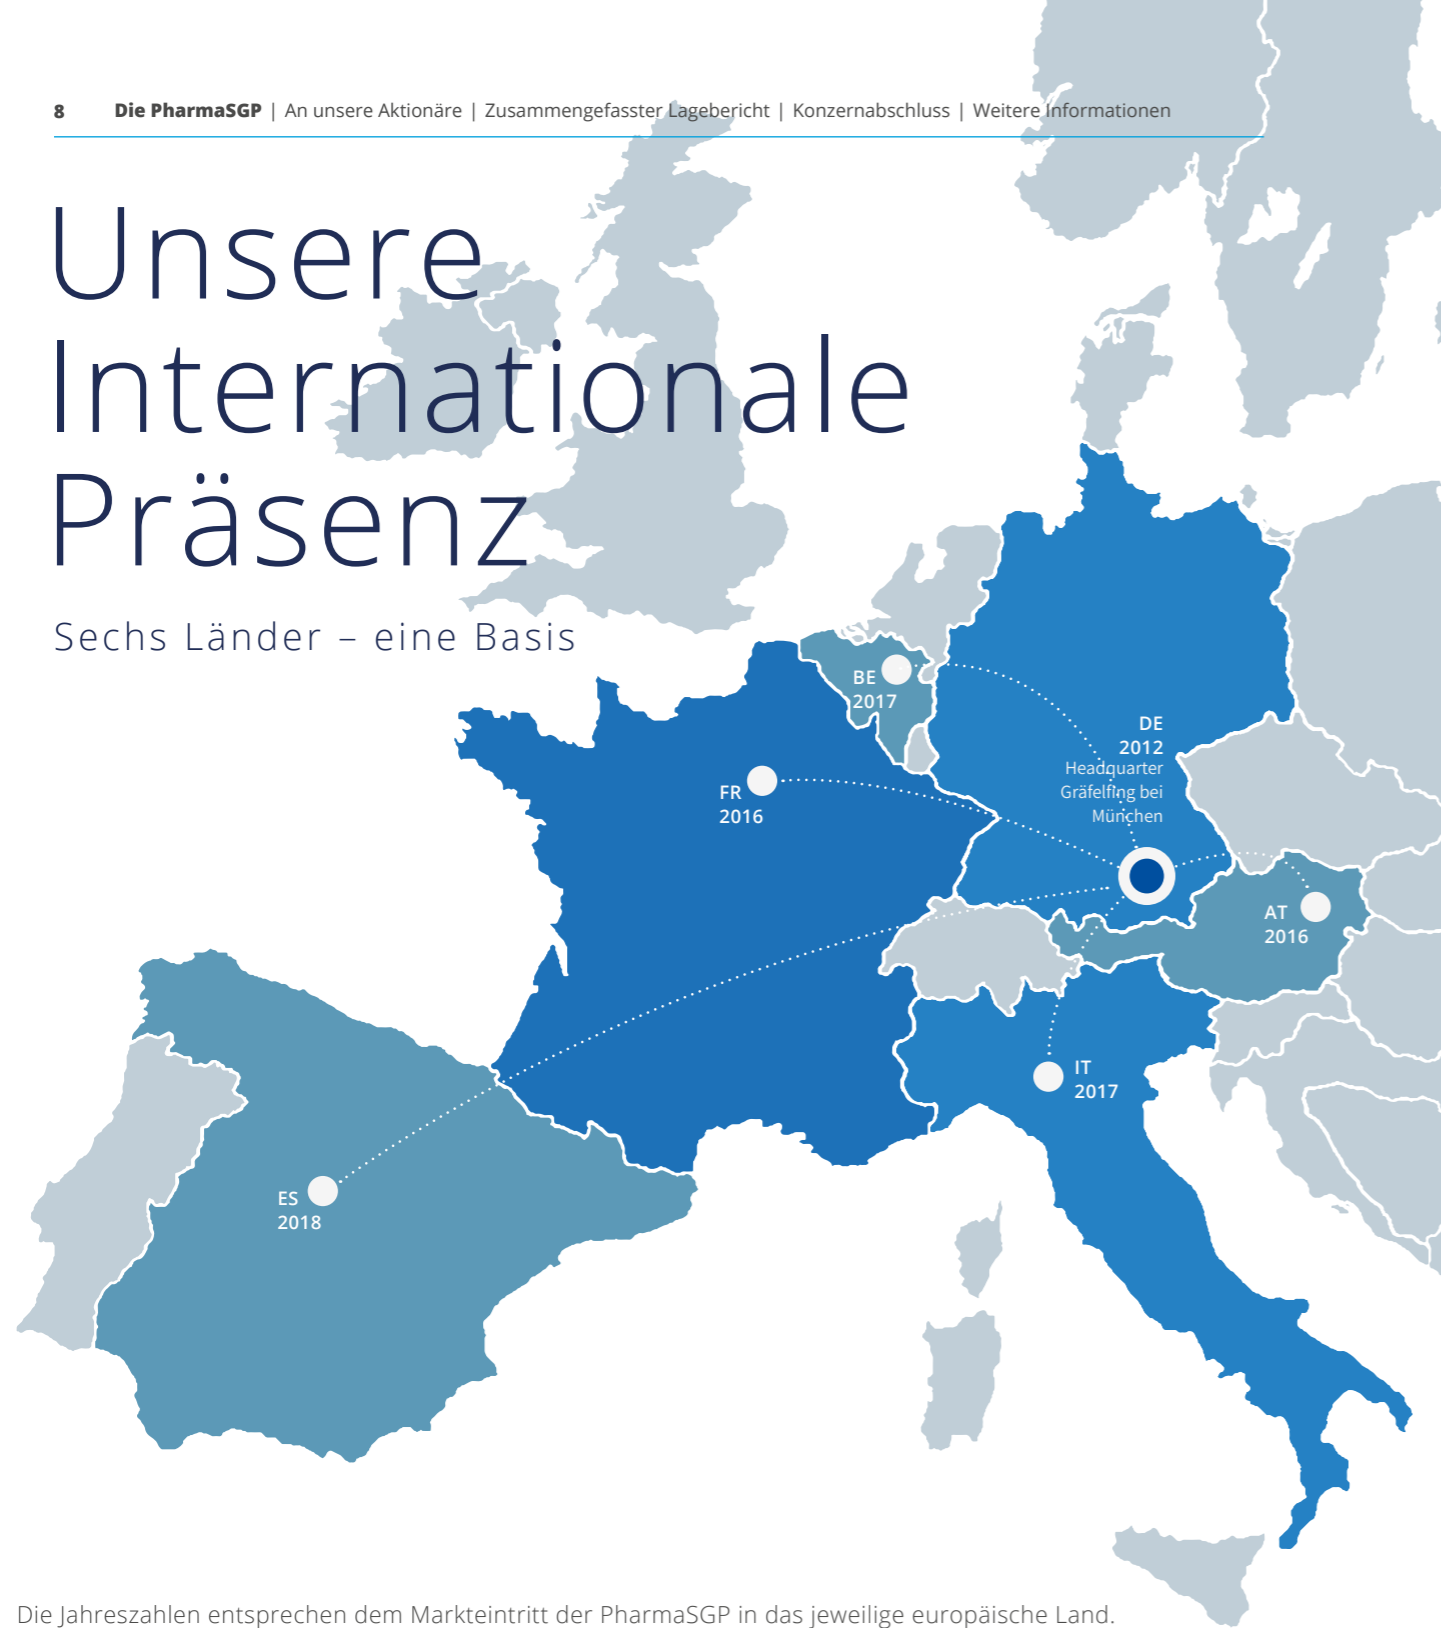 8 Die PharmaSGP | An unsere Aktionäre | Zusammengefasster Lagebericht | Konzernabschluss | Weitere Informationen
Unsere
Internationale
Präsenz
Sechs Länder – eine Basis
BE
2017
DE
2012
Headquarter
Gräfelfing bei
München
FR
2016
AT
2016
IT
2017
ES
2018
Die Jahreszahlen entsprechen dem Markteintritt der PharmaSGP in das jeweilige europäische Land.